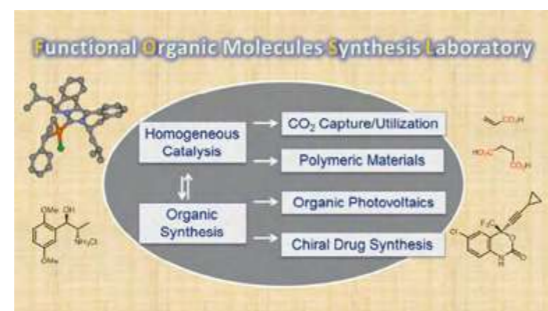 Functional Organic Molecules Synthesis Laboratory
Homogeneous
Catalysis
CO₂ Capture/Utilization
Polymeric Materials
Organic
Synthesis
Organic Photovoltaics
Chiral Drug Synthesis
CO₂H
HO₂C
CO₂H
OMe OH
NH₃Cl
OMe
F₃C
Cl
O
N
H
O